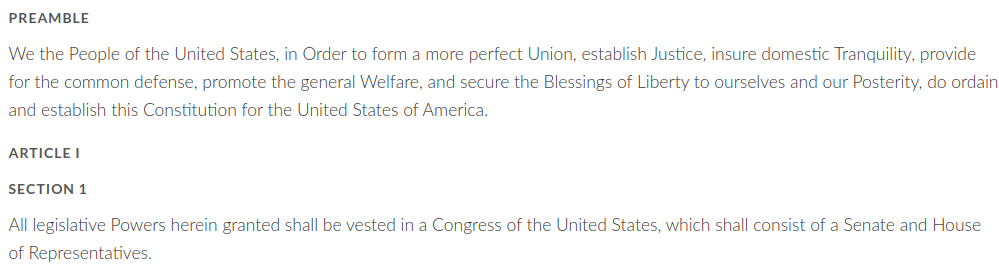 PREAMBLE
We the People of the United States, in Order to form a more perfect Union, establish Justice, insure domestic Tranquility, provide
for the common defense, promote the general Welfare, and secure the Blessings of Liberty to ourselves and our Posterity, do ordain
and establish this Constitution for the United States of America.
ARTICLE I
SECTION 1
All legislative Powers herein granted shall be vested in a Congress of the United States, which shall consist of a Senate and House
of Representatives.